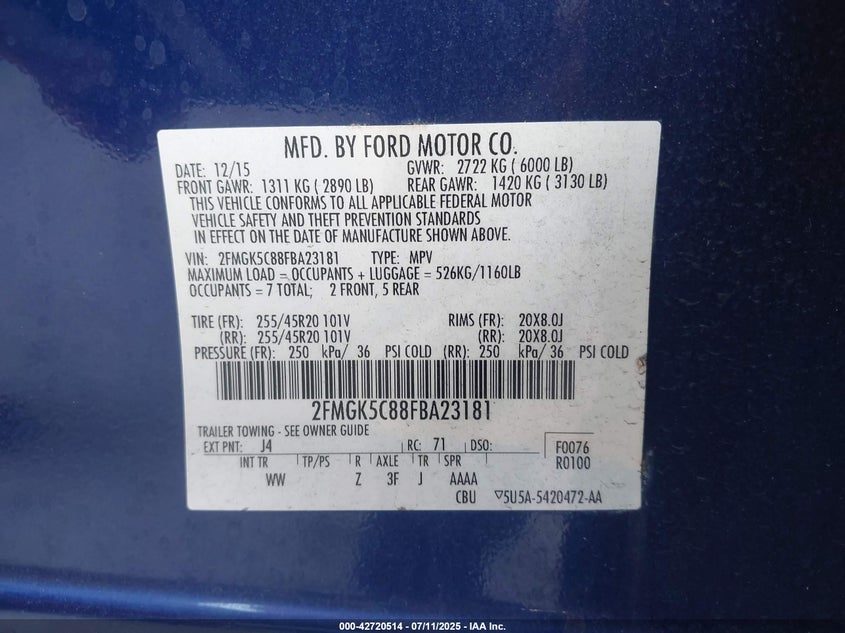 MFD. BY FORD MOTOR CO.
DATE: 12/15 GVWR: 2722 KG ( 6000 LB)
FRONT GAWR: 1311 KG ( 2890 LB) REAR GAWR: 1420 KG ( 3130 LB)
THIS VEHICLE CONFORMS TO ALL APPLICABLE FEDERAL MOTOR
VEHICLE SAFETY AND THEFT PREVENTION STANDARDS
IN EFFECT ON THE DATE OF MANUFACTURE SHOWN ABOVE.
VIN: 2FMGK5C88FBA23181 TYPE: MPV
MAXIMUM LOAD = OCCUPANTS + LUGGAGE = 526KG/1160LB
OCCUPANTS = 7 TOTAL; 2 FRONT, 5 REAR
TIRE (FR): 255/45R20 101V RIMS (FR): 20X8.0J
(RR): 255/45R20 101V (RR): 20X8.0J
PRESSURE (FR): 250 kPa/ 36 PSI COLD (RR): 250 kPa/ 36 PSI COLD
2FMGK5C88FBA23181
TRAILER TOWING - SEE OWNER GUIDE
EXT PNT: J4 RC: 71 DSO: F0076
INT TR TP/PS R AXLE TR SPR R0100
WW Z 3F J AAAA
CBU ▽5U5A-5420472-AA
000-42720514 - 07/11/2025 - IAA Inc.